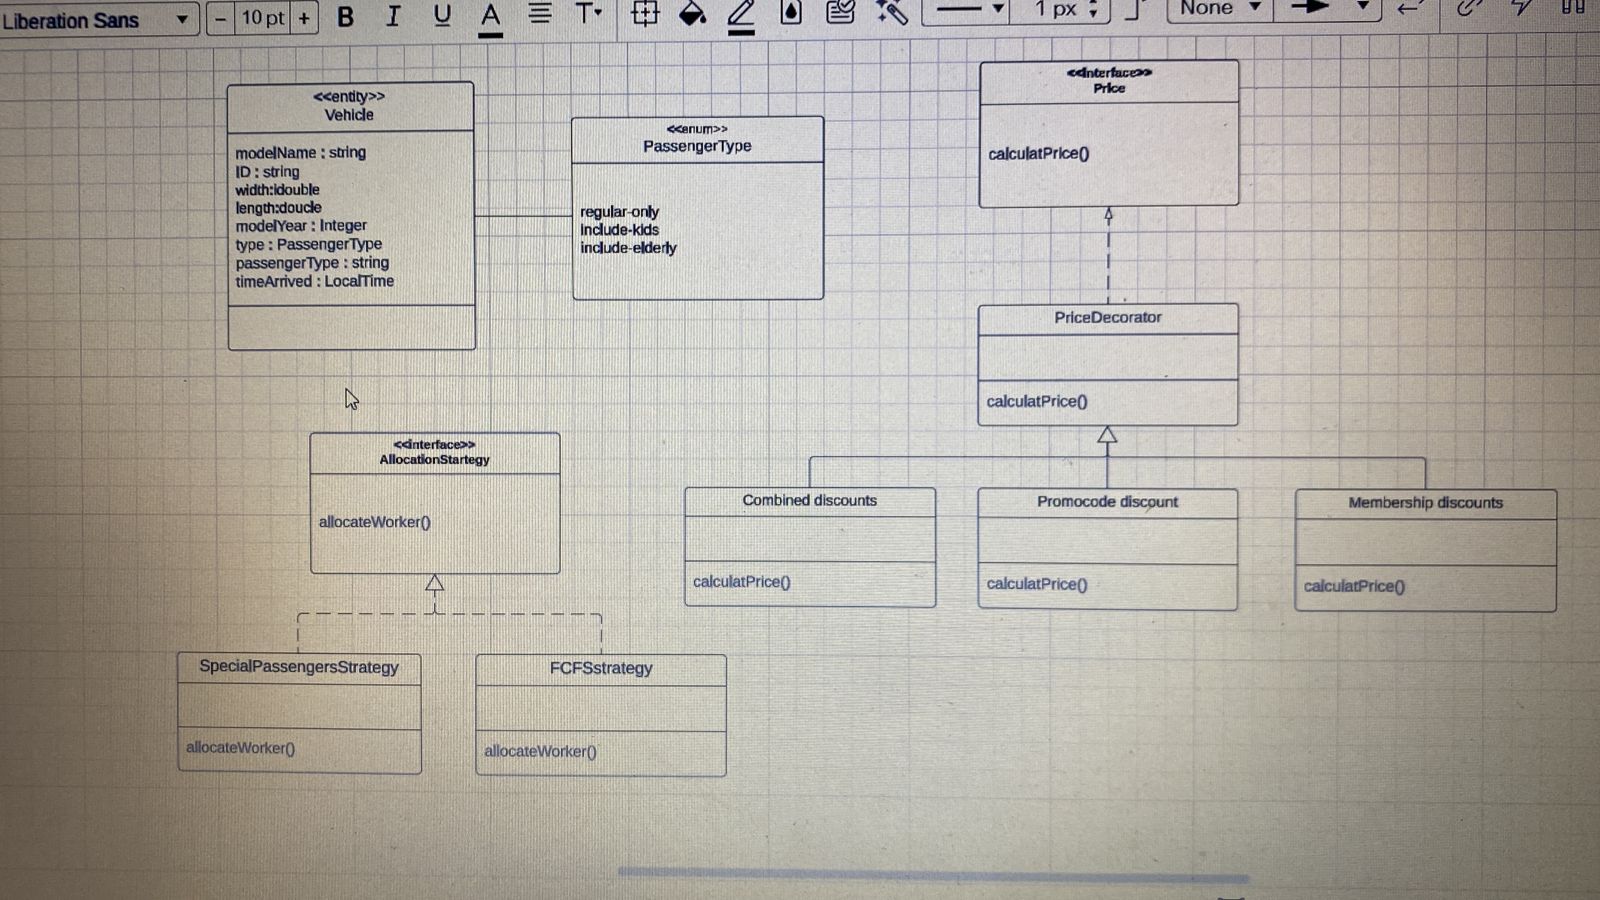 Liberation Sans
− 10 pt +
B I U A T
1 px
None
<<entity>>
Vehicle
modelName : string
ID : string
width:ldouble
length:doucle
modelYear : Integer
type : PassengerType
passengerType : string
timeArrived : LocalTime
<<enum>>
PassengerType
regular-only
include-kids
include-elderly
<<interface>>
Price
calculatPrice()
PriceDecorator
calculatPrice()
<<interface>>
AllocationStartegy
allocateWorker()
Combined discounts
calculatPrice()
Promocode discount
calculatPrice()
Membership discounts
calculatPrice()
SpecialPassengersStrategy
allocateWorker()
FCFSstrategy
allocateWorker()